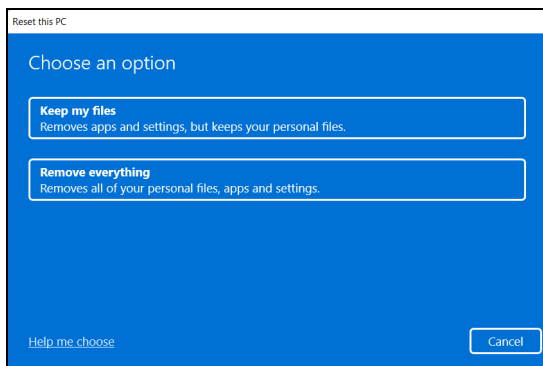 Reset this PC
Choose an option
Keep my files
Removes apps and settings, but keeps your personal files.
Remove everything
Removes all of your personal files, apps and settings.
Help me choose
Cancel